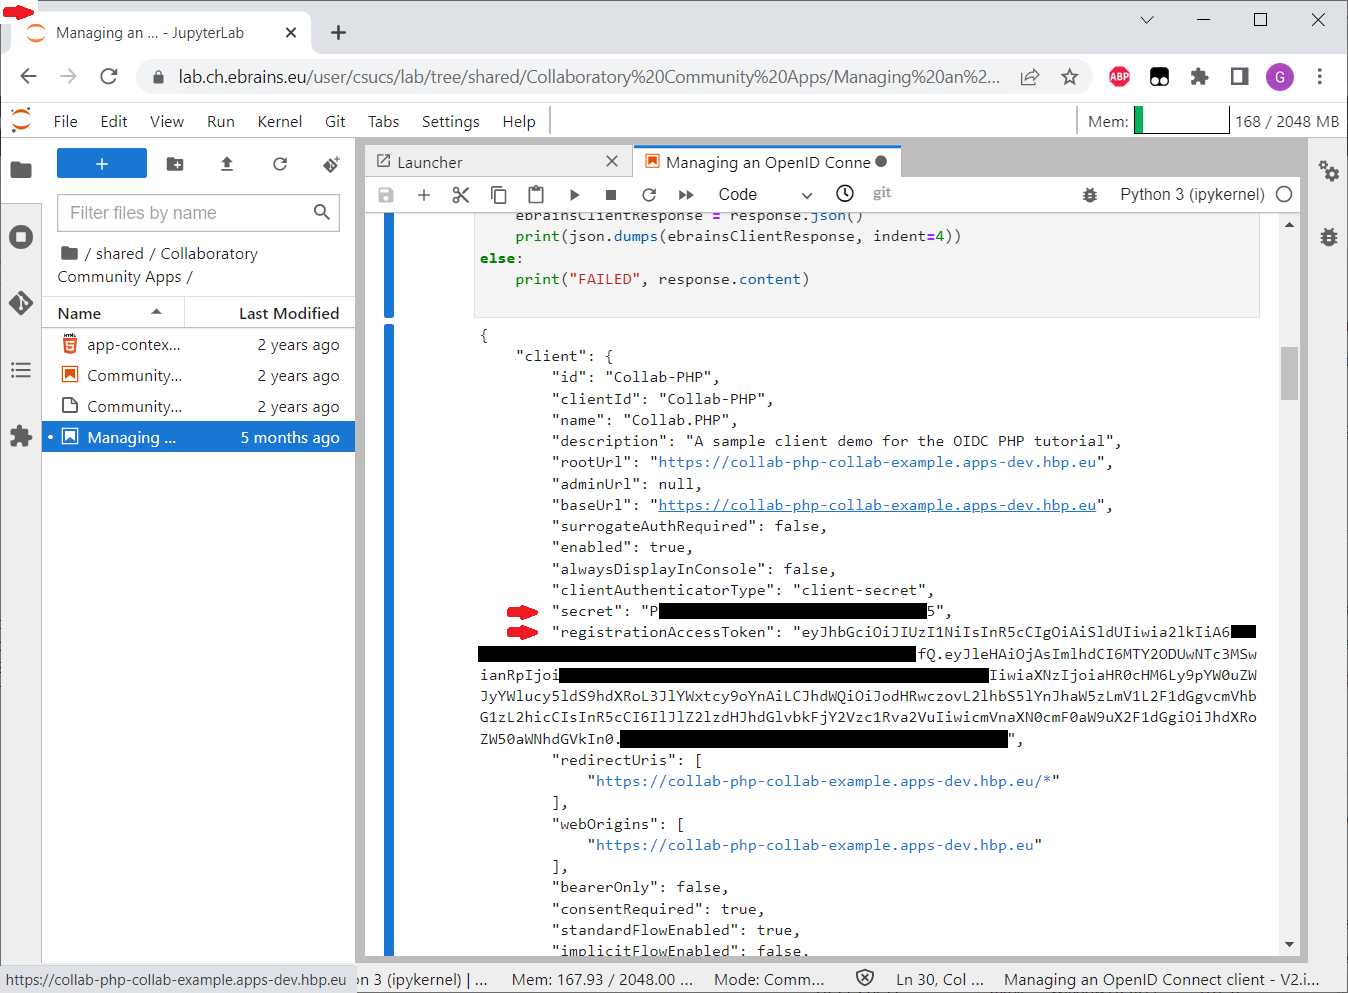 Managing an ... - JupyterLab
lab.ch.ebrains.eu/user/csucs/lab/tree/shared/Collaboratory%20Community%20Apps/Managing%20an%2...
ABP
G
File Edit View Run Kernel Git Tabs Settings Help
Mem: 168 / 2048 MB
Launcher
Managing an OpenID Conne
Code
git
Python 3 (ipykernel)
Filter files by name
/ shared / Collaboratory
Community Apps /
Name Last Modified
app-contex... 2 years ago
Community... 2 years ago
Community... 2 years ago
Managing ... 5 months ago
ebrainsClientResponse = response.json()
print(json.dumps(ebrainsClientResponse, indent=4))
else:
print("FAILED", response.content)
{
"client": {
"id": "Collab-PHP",
"clientId": "Collab-PHP",
"name": "Collab.PHP",
"description": "A sample client demo for the OIDC PHP tutorial",
"rootUrl": "https://collab-php-collab-example.apps-dev.hbp.eu",
"adminUrl": null,
"baseUrl": "https://collab-php-collab-example.apps-dev.hbp.eu",
"surrogateAuthRequired": false,
"enabled": true,
"alwaysDisplayInConsole": false,
"clientAuthenticatorType": "client-secret",
"secret": "P 5",
"registrationAccessToken": "eyJhbGciOiJIUzI1NiIsInR5cCIgOiAiSldUIiwia2lkIiA6
fQ.eyJleHAiOjAsImlhdCI6MTY2ODUwNTc3MSw
ianRpIjoi IiwiaXNzIjoiaHR0cHM6Ly9pYW0uZW
JyYWlucy5ldS9hdXRoL3JlYWxtcy9oYnAiLCJhdWQiOiJodHRwczovL2lhbS5lYnJhaW5zLmV1L2F1dGgvcmVhb
G1zL2hicCIsInR5cCI6IlJlZ2lzdHJhdGlvbkFjY2Vzc1Rva2VuIiwicmVnaXN0cmF0aW9uX2F1dGgiOiJhdXRo
ZW50aWNhdGVkIn0. ",
"redirectUris": [
"https://collab-php-collab-example.apps-dev.hbp.eu/*"
],
"webOrigins": [
"https://collab-php-collab-example.apps-dev.hbp.eu"
],
"bearerOnly": false,
"consentRequired": true,
"standardFlowEnabled": true,
"implicitFlowEnabled": false,
https://collab-php-collab-example.apps-dev.hbp.eu on 3 (ipykernel) | ... Mem: 167.93 / 2048.00 ... Mode: Comm... Ln 30, Col ... Managing an OpenID Connect client - V2.i...